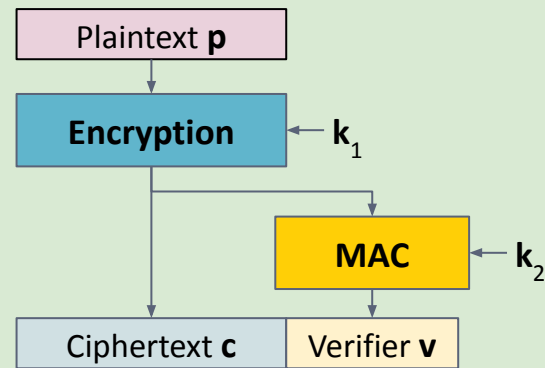 Plaintext p
Encryption
k₁
MAC
k₂
Ciphertext c
Verifier v